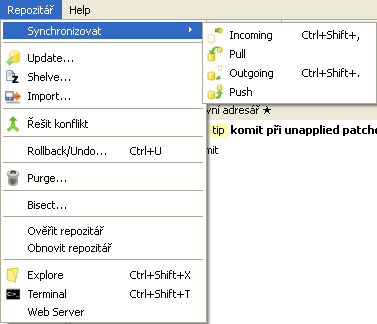 Repozitář Help
Synchronizovat
Update...
Shelve...
Import...
Řešit konflikt
Rollback/Undo... Ctrl+U
Purge...
Bisect...
Ověřit repozitář
Obnovit repozitář
Explore Ctrl+Shift+X
Terminal Ctrl+Shift+T
Web Server
Incoming Ctrl+Shift+,
Pull
Outgoing Ctrl+Shift+.
Push
vní adresář ★
tip komit při unapplied patche
mit